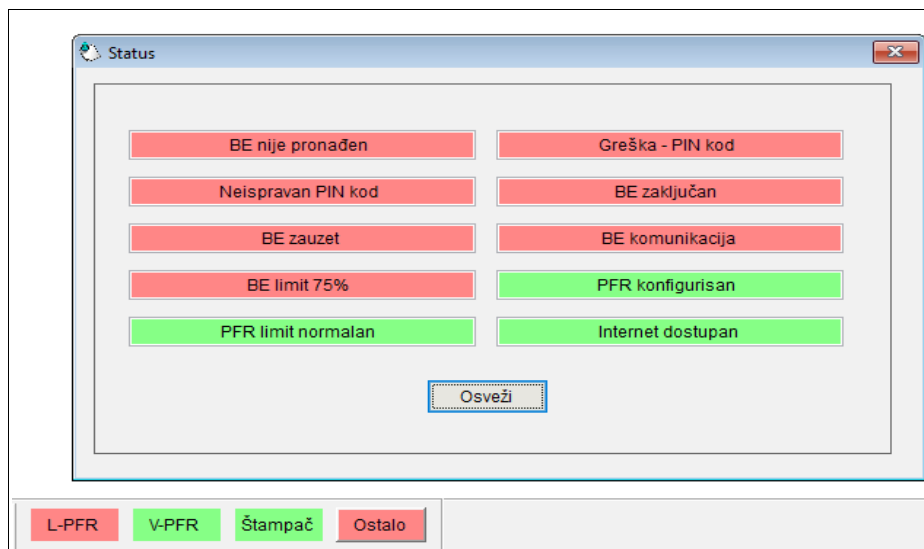 Status
BE nije pronađen
Greška - PIN kod
Neispravan PIN kod
BE zaključan
BE zauzet
BE komunikacija
BE limit 75%
PFR konfigurisan
PFR limit normalan
Internet dostupan
Osveži
L-PFR V-PFR Štampač Ostalo